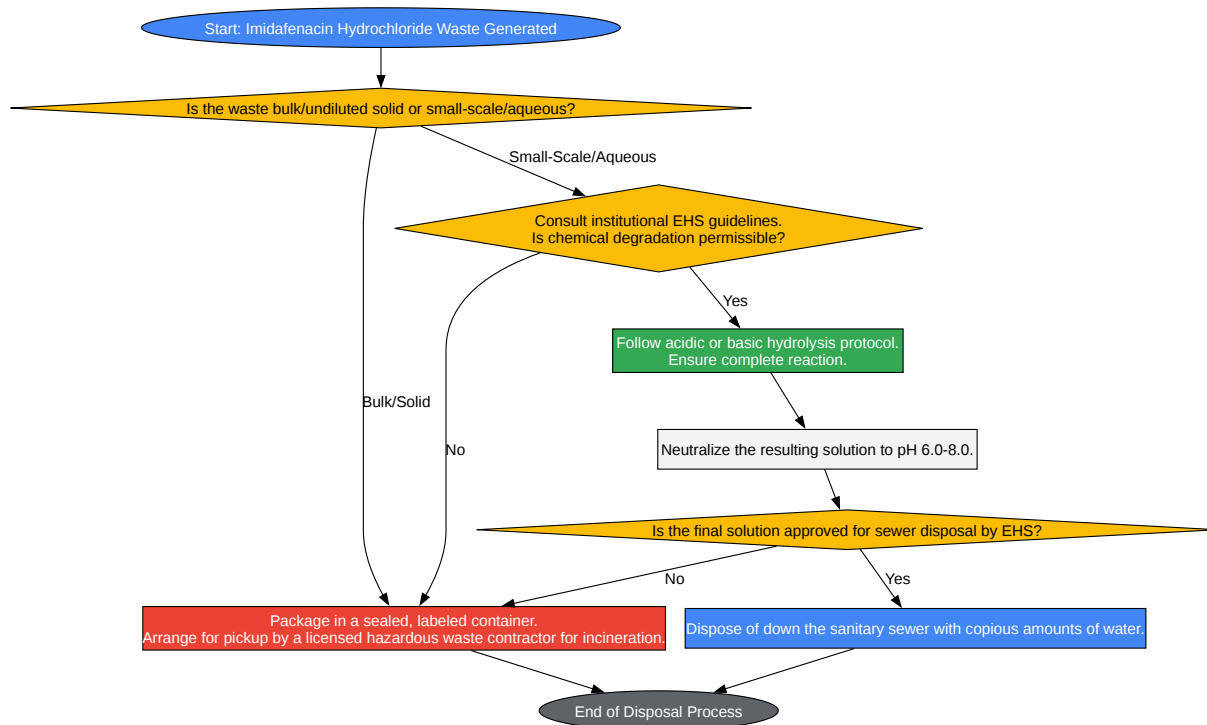 Start: Imidafenacin Hydrochloride Waste Generated
Is the waste bulk/undiluted solid or small-scale/aqueous?
Small-Scale/Aqueous
Consult institutional EHS guidelines.
Is chemical degradation permissible?
Yes
Follow acidic or basic hydrolysis protocol.
Ensure complete reaction.
Bulk/Solid
No
Neutralize the resulting solution to pH 6.0-8.0.
Is the final solution approved for sewer disposal by EHS?
No
Yes
Package in a sealed, labeled container.
Arrange for pickup by a licensed hazardous waste contractor for incineration.
Dispose of down the sanitary sewer with copious amounts of water.
End of Disposal Process